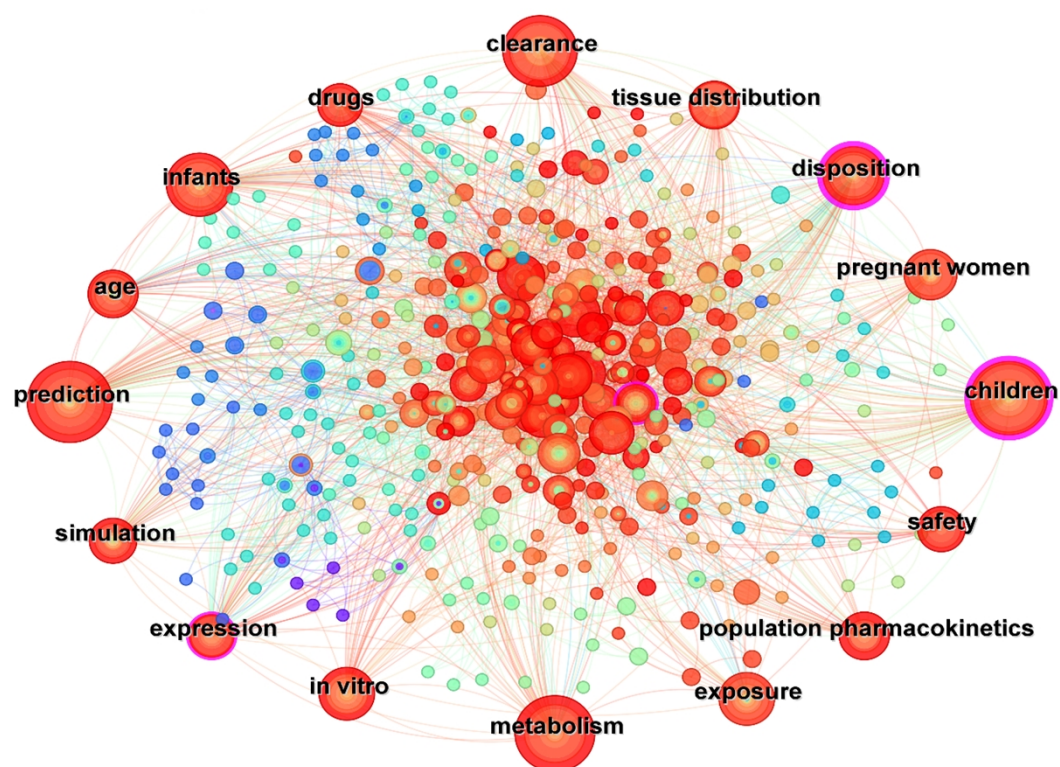 clearance
drugs
tissue distribution
infants
disposition
age
pregnant women
prediction
children
simulation
safety
expression
population pharmacokinetics
in vitro
exposure
metabolism